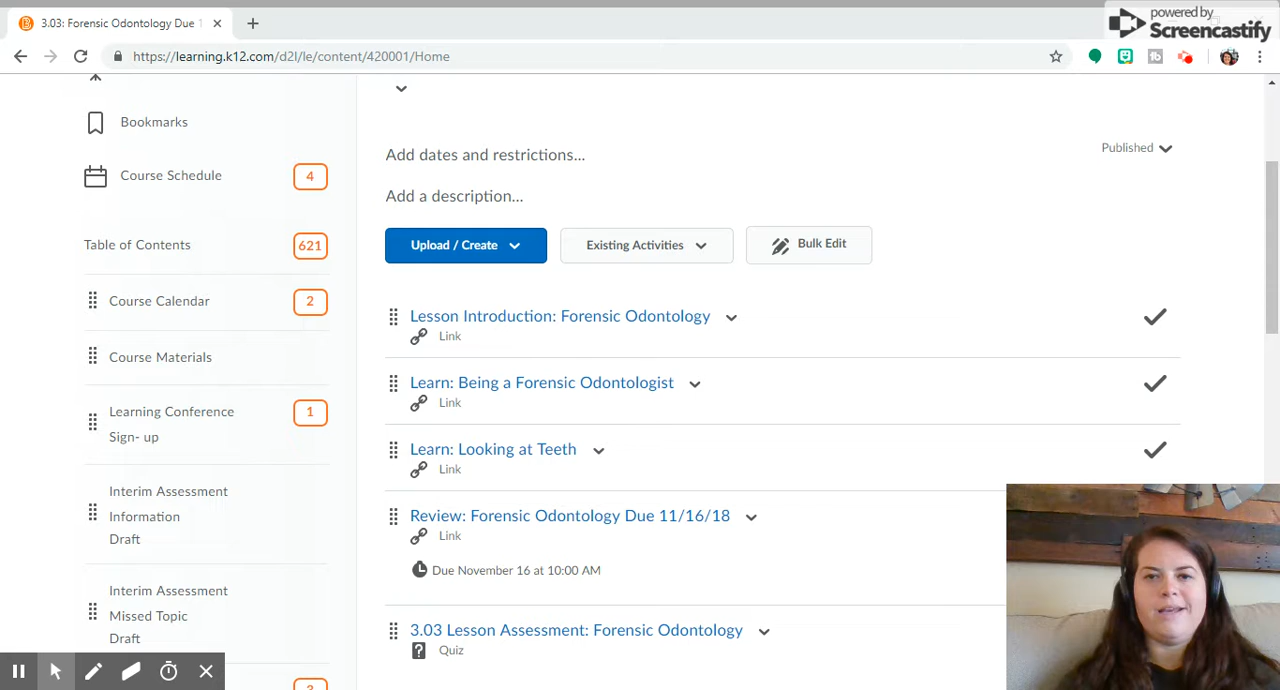 3.03: Forensic Odontology Due 1
powered by
Screencastify
https://learning.k12.com/d2l/le/content/420001/Home
Bookmarks
Course Schedule
4
Table of Contents
621
Course Calendar
2
Course Materials
Learning Conference
Sign- up
1
Interim Assessment
Information
Draft
Interim Assessment
Missed Topic
Draft
Add dates and restrictions...
Published
Add a description...
Upload / Create
Existing Activities
Bulk Edit
Lesson Introduction: Forensic Odontology
Link
Learn: Being a Forensic Odontologist
Link
Learn: Looking at Teeth
Link
Review: Forensic Odontology Due 11/16/18
Link
Due November 16 at 10:00 AM
3.03 Lesson Assessment: Forensic Odontology
Quiz